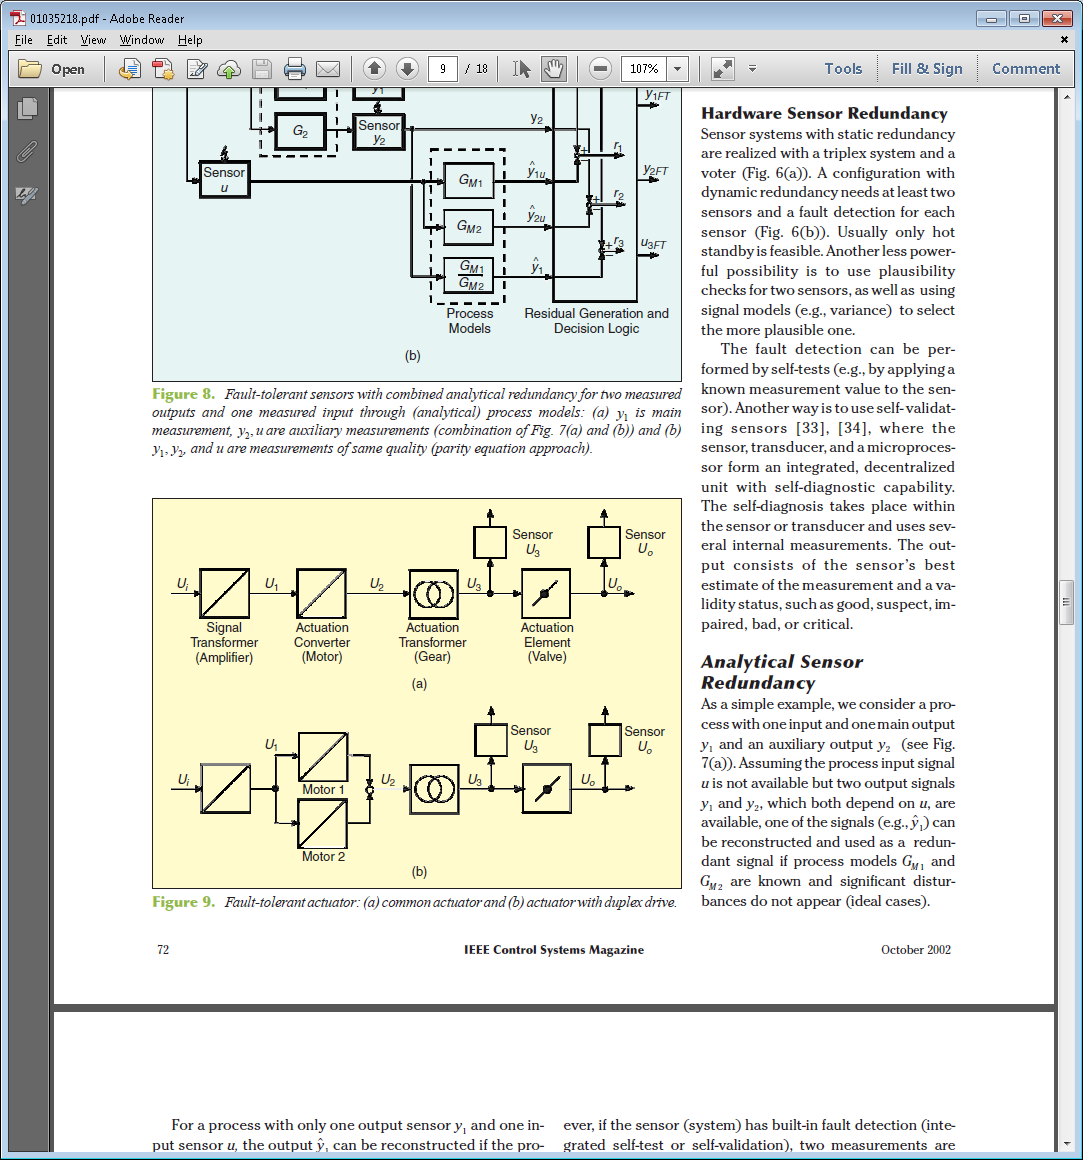 01035218.pdf - Adobe Reader
File Edit View Window Help
Open 9 / 18 107% Tools Fill & Sign Comment
y1
y1FT
G2
Sensor
y2
y2
r1
Sensor
u
GM1
ŷ1u
y2FT
r2
GM2
ŷ2u
r3
u3FT
GM1
GM2
ŷ1
Process
Models
Residual Generation and
Decision Logic
(b)
Figure 8. Fault-tolerant sensors with combined analytical redundancy for two measured
outputs and one measured input through (analytical) process models: (a) y1 is main
measurement, y2, u are auxiliary measurements (combination of Fig. 7(a) and (b)) and (b)
y1, y2, and u are measurements of same quality (parity equation approach).
Sensor
U3
Sensor
Uo
Ui
U1
U2
U3
Uo
Signal
Transformer
(Amplifier)
Actuation
Converter
(Motor)
Actuation
Transformer
(Gear)
Actuation
Element
(Valve)
(a)
Sensor
U3
Sensor
Uo
U1
Ui
Motor 1
U2
U3
Uo
Motor 2
(b)
Figure 9. Fault-tolerant actuator: (a) common actuator and (b) actuator with duplex drive.
Hardware Sensor Redundancy
Sensor systems with static redundancy
are realized with a triplex system and a
voter (Fig. 6(a)). A configuration with
dynamic redundancy needs at least two
sensors and a fault detection for each
sensor (Fig. 6(b)). Usually only hot
standby is feasible. Another less power-
ful possibility is to use plausibility
checks for two sensors, as well as using
signal models (e.g., variance) to select
the more plausible one.
The fault detection can be per-
formed by self-tests (e.g., by applying a
known measurement value to the sen-
sor). Another way is to use self-validat-
ing sensors [33], [34], where the
sensor, transducer, and a microproces-
sor form an integrated, decentralized
unit with self-diagnostic capability.
The self-diagnosis takes place within
the sensor or transducer and uses sev-
eral internal measurements. The out-
put consists of the sensor's best
estimate of the measurement and a va-
lidity status, such as good, suspect, im-
paired, bad, or critical.
Analytical Sensor
Redundancy
As a simple example, we consider a pro-
cess with one input and one main output
y1 and an auxiliary output y2 (see Fig.
7(a)). Assuming the process input signal
u is not available but two output signals
y1 and y2, which both depend on u, are
available, one of the signals (e.g., ŷ1) can
be reconstructed and used as a redun-
dant signal if process models GM1 and
GM2 are known and significant distur-
bances do not appear (ideal cases).
72 IEEE Control Systems Magazine October 2002
For a process with only one output sensor y1 and one in-
put sensor u, the output ŷ1 can be reconstructed if the pro-
ever, if the sensor (system) has built-in fault detection (inte-
grated self-test or self-validation), two measurements are